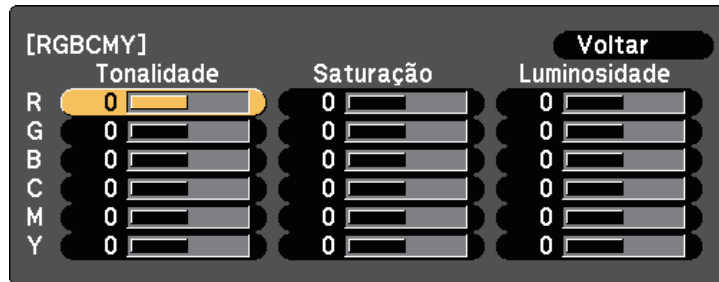 [RGBCMY] Voltar
Tonalidade Saturação Luminosidade
R 0 0 0
G 0 0 0
B 0 0 0
C 0 0 0
M 0 0 0
Y 0 0 0